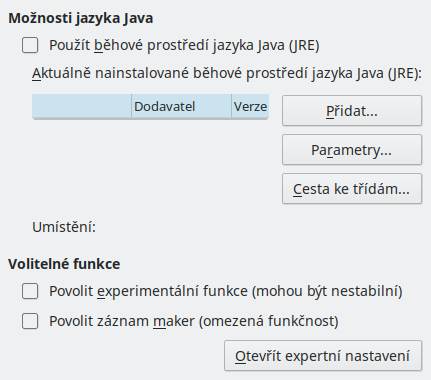 Možnosti jazyka Java
Použít běhové prostředí jazyka Java (JRE)
Aktuálně nainstalované běhové prostředí jazyka Java (JRE):
Dodavatel Verze
Přidat...
Parametry...
Cesta ke třídám...
Umístění:
Volitelné funkce
Povolit experimentální funkce (mohou být nestabilní)
Povolit záznam maker (omezená funkčnost)
Otevřít expertní nastavení